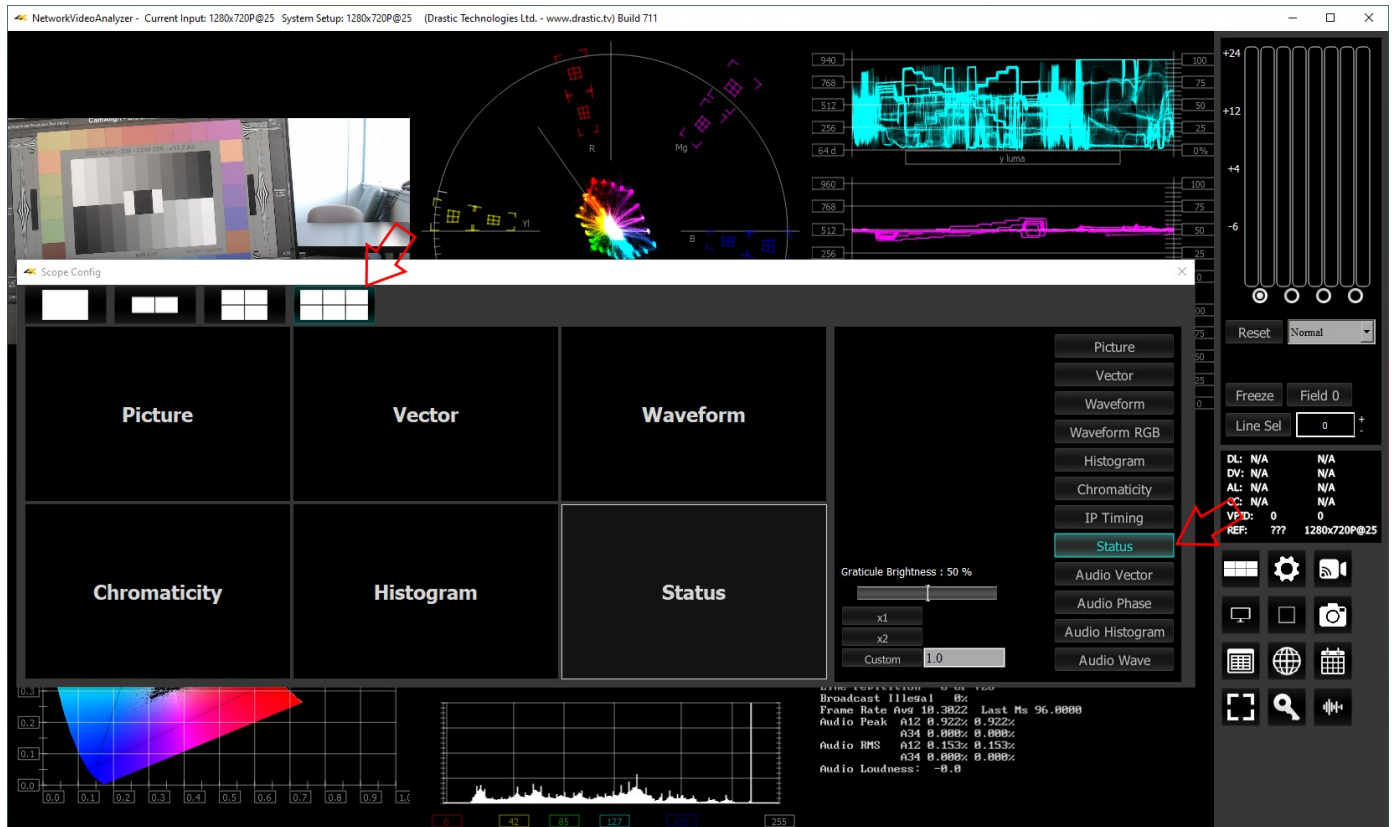 NetworkVideoAnalyzer - Current Input: 1280x720P@25 System Setup: 1280x720P@25 (Drastic Technologies Ltd. - www.drastic.tv) Build 711
940
768
512
256
64 d
100
75
50
25
0%
y luma
960
768
512
256
100
75
50
25
0
R
Mg
Yl
B
+24
+12
+4
-6
Scope Config
Picture
Vector
Waveform
Chromaticity
Histogram
Status
Graticule Brightness : 50 %
x1
x2
Custom 1.0
Picture
Vector
Waveform
Waveform RGB
Histogram
Chromaticity
IP Timing
Status
Audio Vector
Audio Phase
Audio Histogram
Audio Wave
75
50
25
0
Reset Normal
Freeze Field 0
Line Sel 0 + -
DL: N/A N/A
DV: N/A N/A
AL: N/A N/A
CC: N/A N/A
VPID: 0 0
REF: ??? 1280x720P@25
0.3
0.2
0.1
0.0
0.0 0.1 0.2 0.3 0.4 0.5 0.6 0.7 0.8 0.9
0 42 85 127 255
Broadcast Illegal 0%
Frame Rate Avg 10.3022 Last Ms 96.0000
Audio Peak A12 0.922% 0.922%
A34 0.000% 0.000%
Audio RMS A12 0.153% 0.153%
A34 0.000% 0.000%
Audio Loudness: -0.0